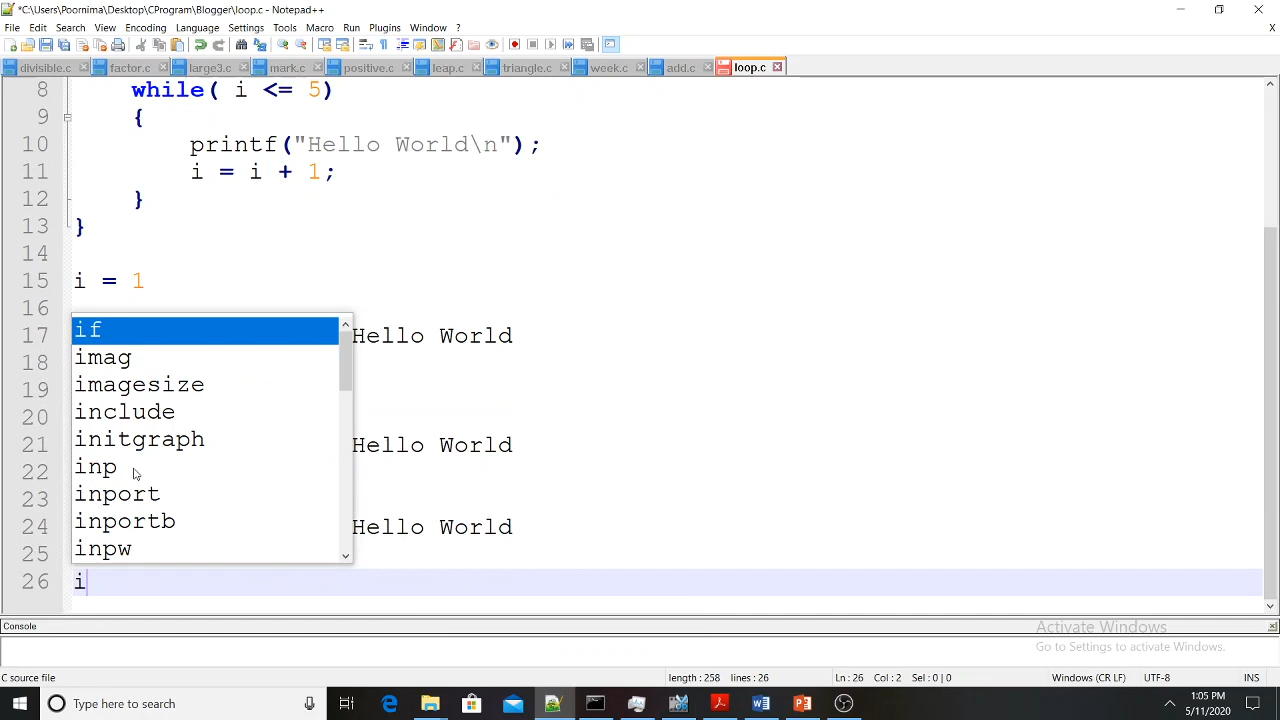 *C:\Users\Poornima\Desktop\CProgram\Blogger\loop.c - Notepad++
File Edit Search View Encoding Language Settings Tools Macro Run Plugins Window ? X
divisible.c factor.c large3.c mark.c positive.c leap.c triangle.c week.c add.c loop.c
8 while( i <= 5)
9 {
10 printf("Hello World\n");
11 i = i + 1;
12 }
13 }
14
15 i = 1
16
if
17 Hello World
imag
18
imagesize
19
include
20
initgraph
21 Hello World
inp
22
inport
23
inportb
24 Hello World
inpw
25
26 i
Console
Activate Windows
Go to Settings to activate Windows.
C source file length : 258 lines : 26 Ln : 26 Col : 2 Sel : 0 | 0 Windows (CR LF) UTF-8 INS
Type here to search
1:05 PM
5/11/2020